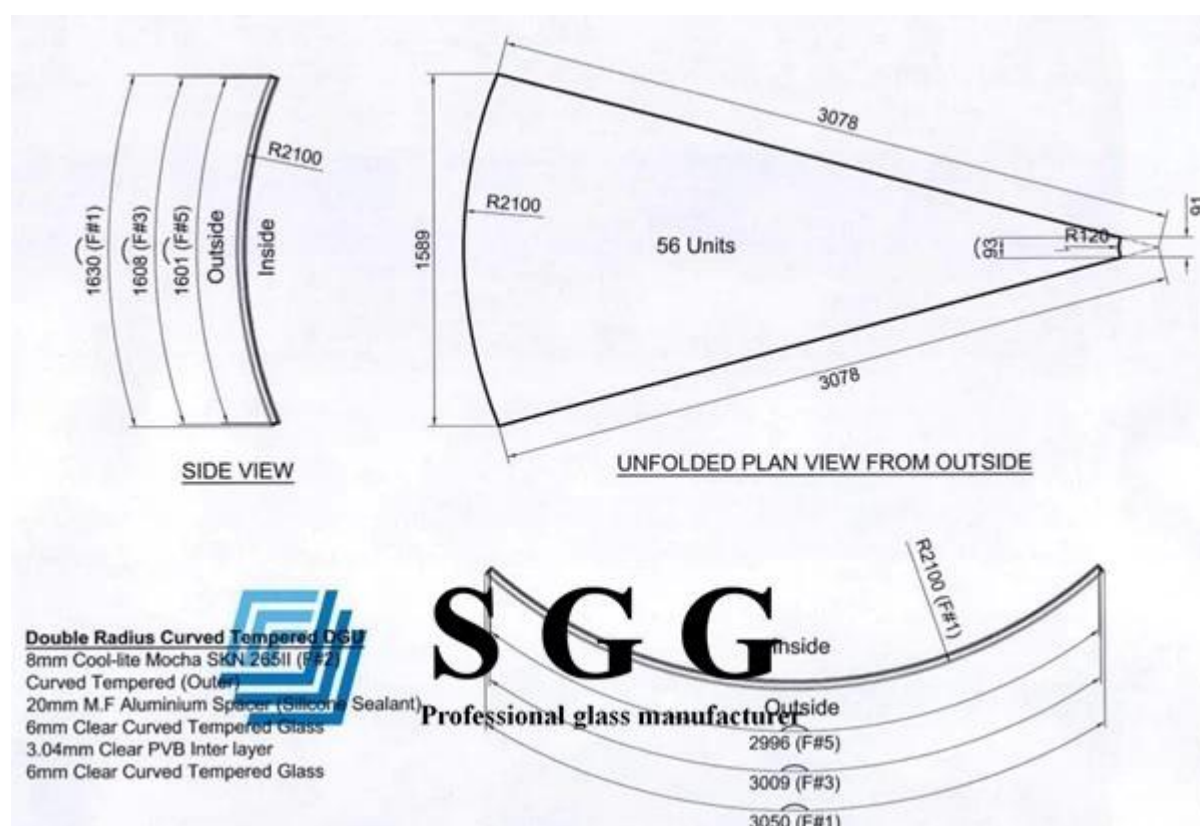 3078
R2100
1630 (F#1)
1608 (F#3)
1601 (F#5)
Outside
Inside
1589
R2100
56 Units
(93)
R120
91
3078
SIDE VIEW
UNFOLDED PLAN VIEW FROM OUTSIDE
R2100 (F#1)
SGG
Professional glass manufacturer
Double Radius Curved Tempered DGU
8mm Cool-lite Mocha SKN 265II (F#2)
Curved Tempered (Outer)
20mm M.F Aluminium Spacer (Silicone Sealant)
6mm Clear Curved Tempered Glass
3.04mm Clear PVB Inter layer
6mm Clear Curved Tempered Glass
Inside
Outside
2996 (F#5)
3009 (F#3)
3050 (F#1)